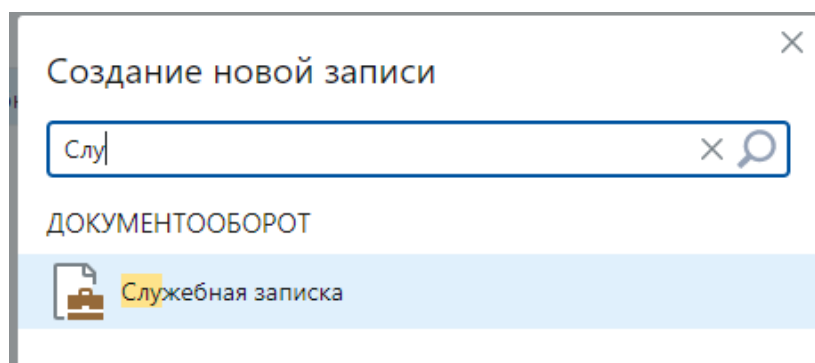 Создание новой записи
Слу
ДОКУМЕНТООБОРОТ
Служебная записка